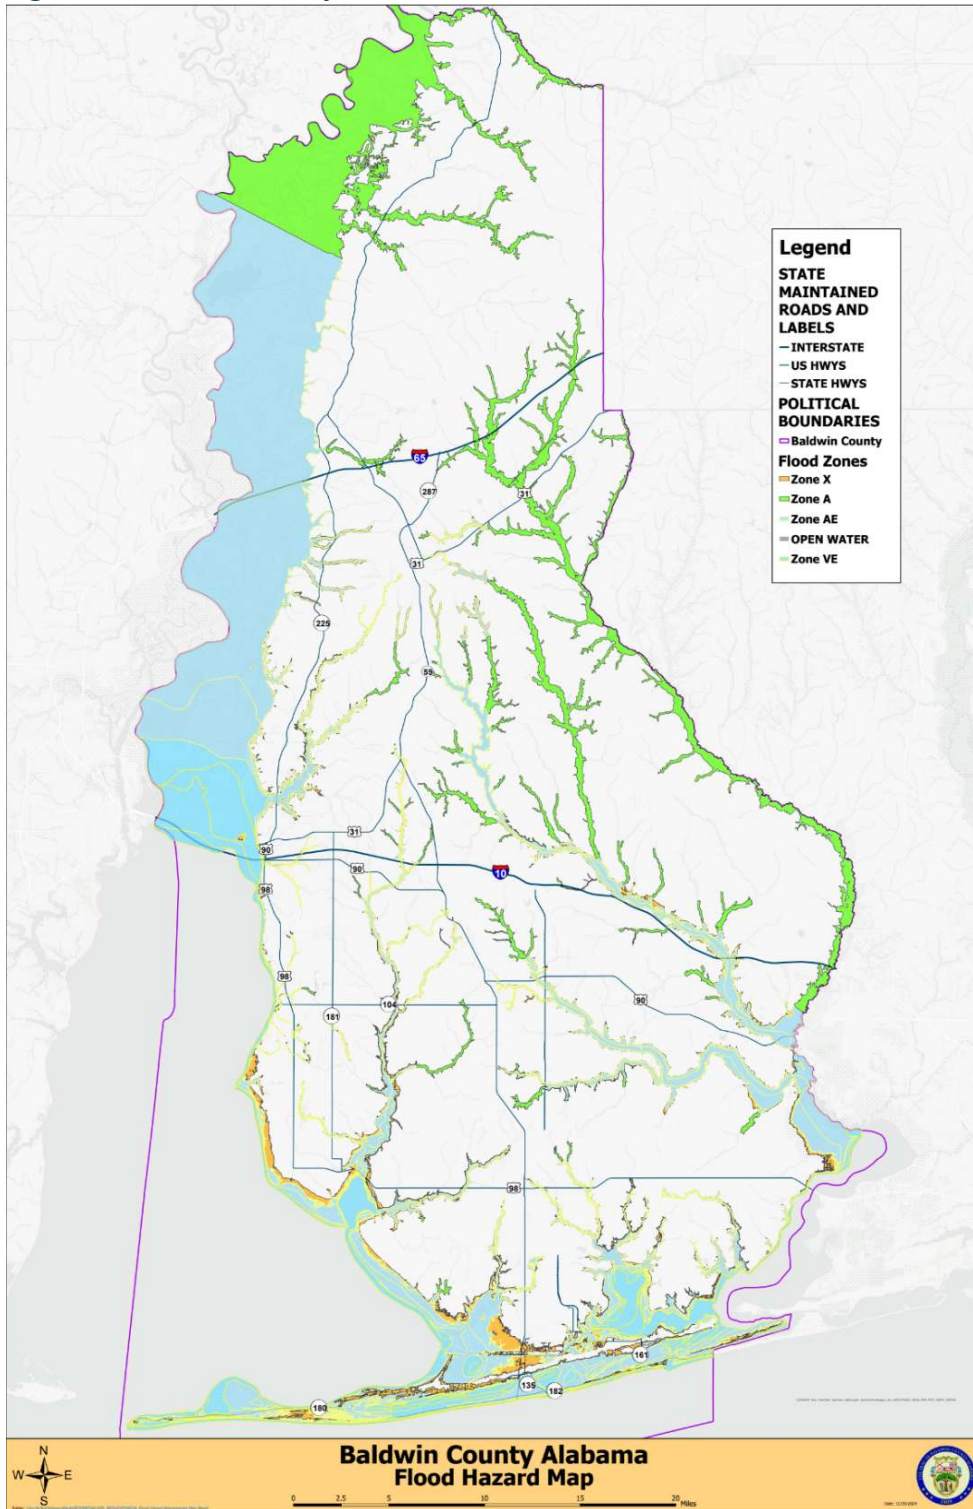 Legend
STATE
MAINTAINED
ROADS AND
LABELS
INTERSTATE
US HWYS
STATE HWYS
POLITICAL
BOUNDARIES
Baldwin County
Flood Zones
Zone X
Zone A
Zone AE
OPEN WATER
Zone VE
65
287
31
31
225
59
31
90
90
10
98
98
90
104
181
98
161
135
182
180
N
W E
S
Baldwin County Alabama
Flood Hazard Map
0 2.5 5 10 15 20
Miles